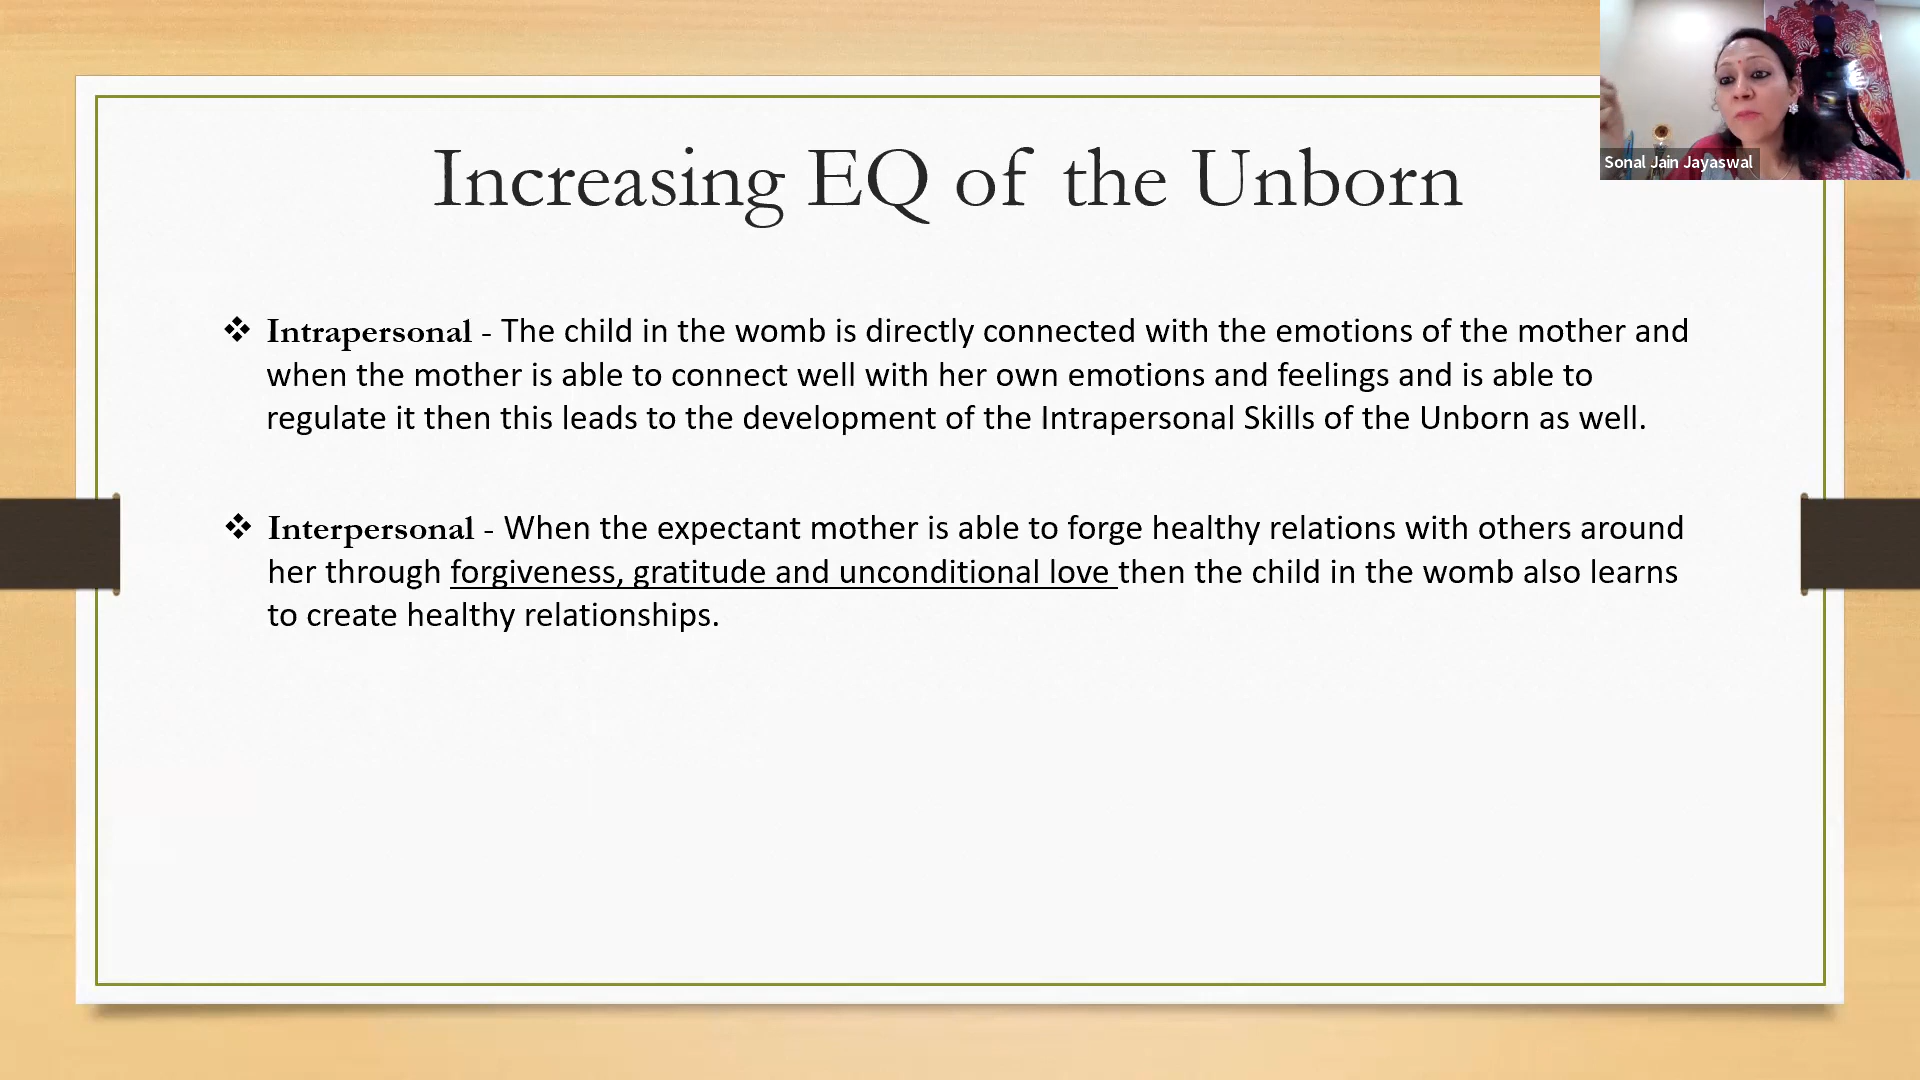 Increasing EQ of the Unborn
Sonal Jain Jayaswal
❖ Intrapersonal - The child in the womb is directly connected with the emotions of the mother and
when the mother is able to connect well with her own emotions and feelings and is able to
regulate it then this leads to the development of the Intrapersonal Skills of the Unborn as well.
❖ Interpersonal - When the expectant mother is able to forge healthy relations with others around
her through forgiveness, gratitude and unconditional love then the child in the womb also learns
to create healthy relationships.